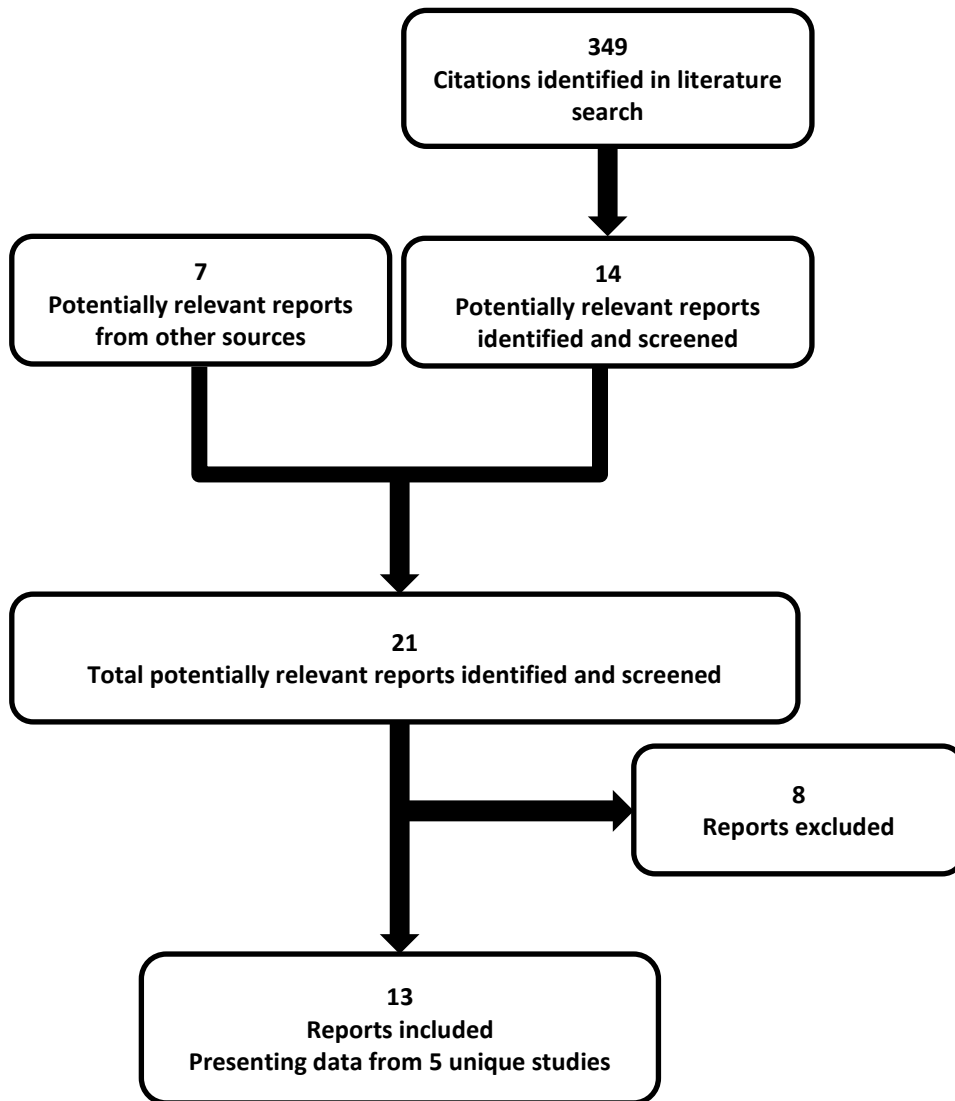 349
Citations identified in literature
search
7
Potentially relevant reports
from other sources
14
Potentially relevant reports
identified and screened
21
Total potentially relevant reports identified and screened
8
Reports excluded
13
Reports included
Presenting data from 5 unique studies